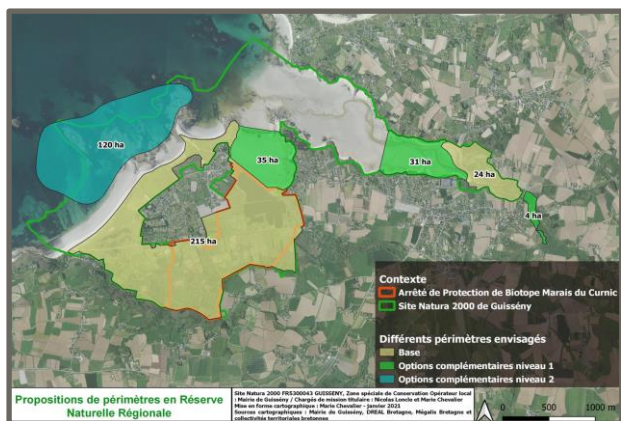 120 ha
35 ha
31 ha
24 ha
4 ha
215 ha
Contexte
Arrêté de Protection de Biotope Marais du Curnic
Site Natura 2000 de Guissény
Différents périmètres envisagés
Base
Options complémentaires niveau 1
Options complémentaires niveau 2
Propositions de périmètres en Réserve
Naturelle Régionale
Site Natura 2000 FR5300043 GUISSENY, Zone spéciale de Conservation Opérateur local
: Mairie de Guissény / Chargés de mission titulaire : Nicolas Loncle et Marie Chevalier
Mise en forme cartographique : Marie Chevalier - janvier 2021
Sources cartographiques : Mairie de Guissény, DREAL Bretagne, Mégalis Bretagne et
collectivités territoriales bretonnes
0 500 1000 m